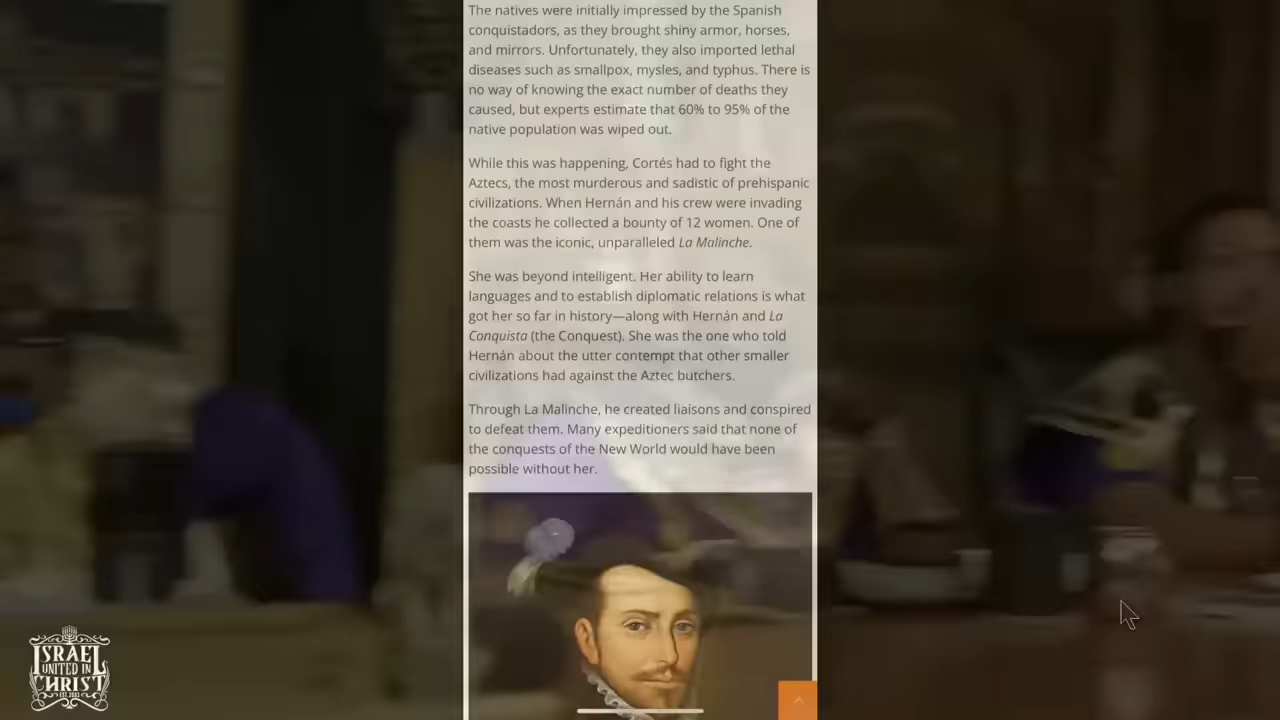 The natives were initially impressed by the Spanish
conquistadors, as they brought shiny armor, horses,
and mirrors. Unfortunately, they also imported lethal
diseases such as smallpox, mysles, and typhus. There is
no way of knowing the exact number of deaths they
caused, but experts estimate that 60% to 95% of the
native population was wiped out.
While this was happening, Cortés had to fight the
Aztecs, the most murderous and sadistic of prehispanic
civilizations. When Hernán and his crew were invading
the coasts he collected a bounty of 12 women. One of
them was the iconic, unparalleled La Malinche.
She was beyond intelligent. Her ability to learn
languages and to establish diplomatic relations is what
got her so far in history—along with Hernán and La
Conquista (the Conquest). She was the one who told
Hernán about the utter contempt that other smaller
civilizations had against the Aztec butchers.
Through La Malinche, he created liaisons and conspired
to defeat them. Many expeditioners said that none of
the conquests of the New World would have been
possible without her.
ISRAEL
UNITED IN
CHRIST
EST. 2003